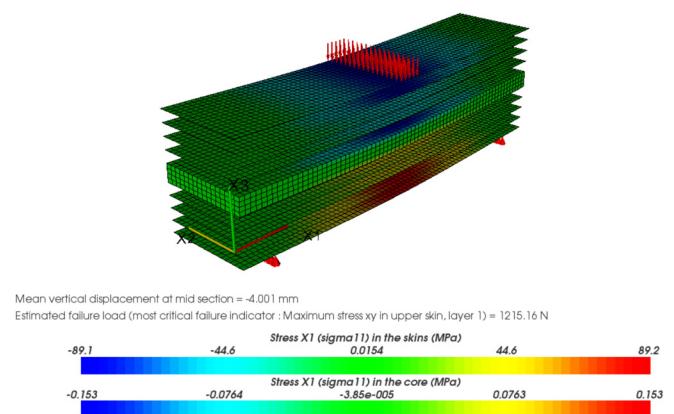 X3
X2
X1
Mean vertical displacement at mid section = -4.001 mm
Estimated failure load (most critical failure indicator : Maximum stress xy in upper skin, layer 1) = 1215.16 N
Stress X1 (sigma11) in the skins (MPa)
-89.1 -44.6 0.0154 44.6 89.2
Stress X1 (sigma11) in the core (MPa)
-0.153 -0.0764 -3.85e-005 0.0763 0.153